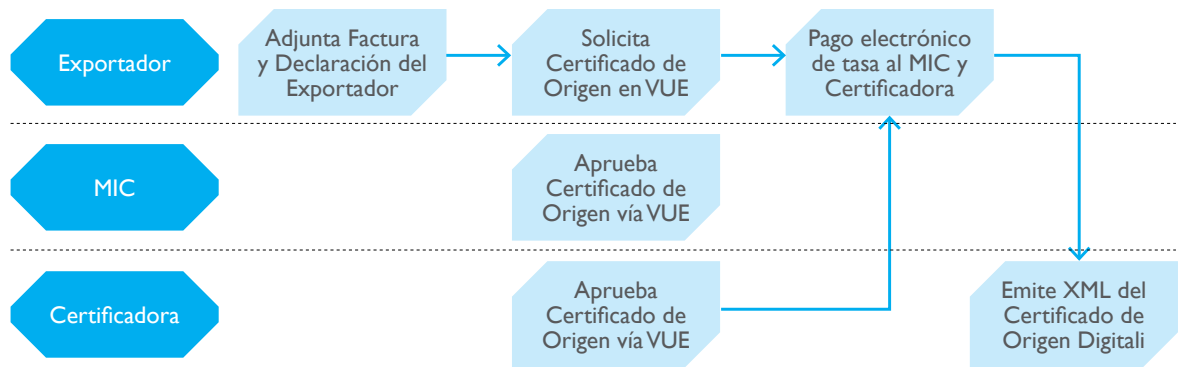 Exportador
Adjunta Factura
y Declaración del
Exportador
Solicita
Certificado de
Origen en VUE
Pago electrónico
de tasa al MIC y
Certificadora
MIC
Aprueba
Certificado de
Origen vía VUE
Certificadora
Aprueba
Certificado de
Origen vía VUE
Emite XML del
Certificado de
Origen Digitali